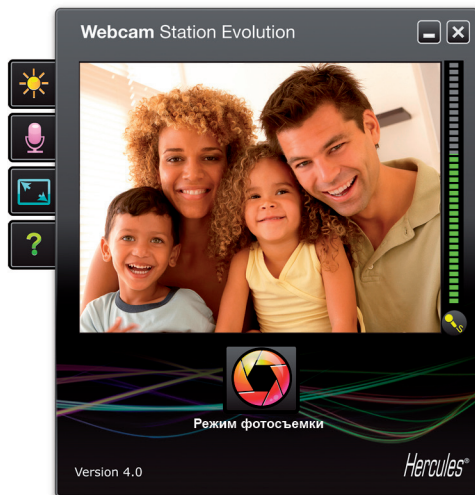 Webcam Station Evolution
?
S
Режим фотосъемки
Version 4.0
Hercules®